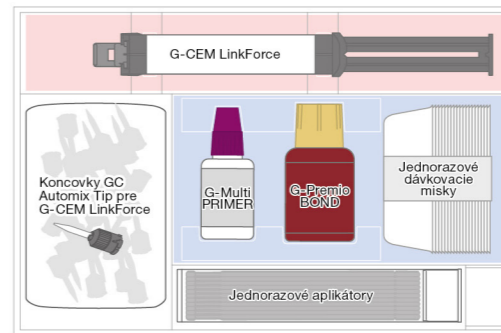 G-CEM LinkForce
Koncovky GC
Automix Tip pre
G-CEM LinkForce
G-Multi
PRIMER
G-Premio
BOND
Jednorazové
dávkovacie
misky
Jednorazové aplikátory